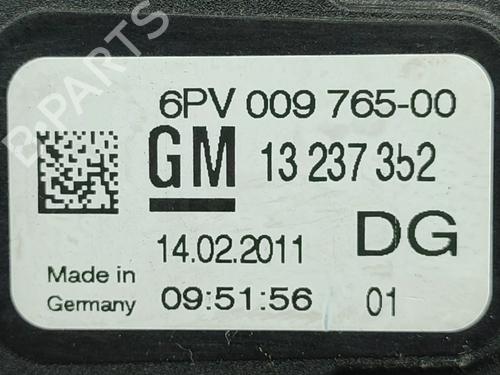 B-PARTS
6PV 009 765-00
GM 13 237 352
14.02.2011 DG
Made in
Germany 09:51:56 01